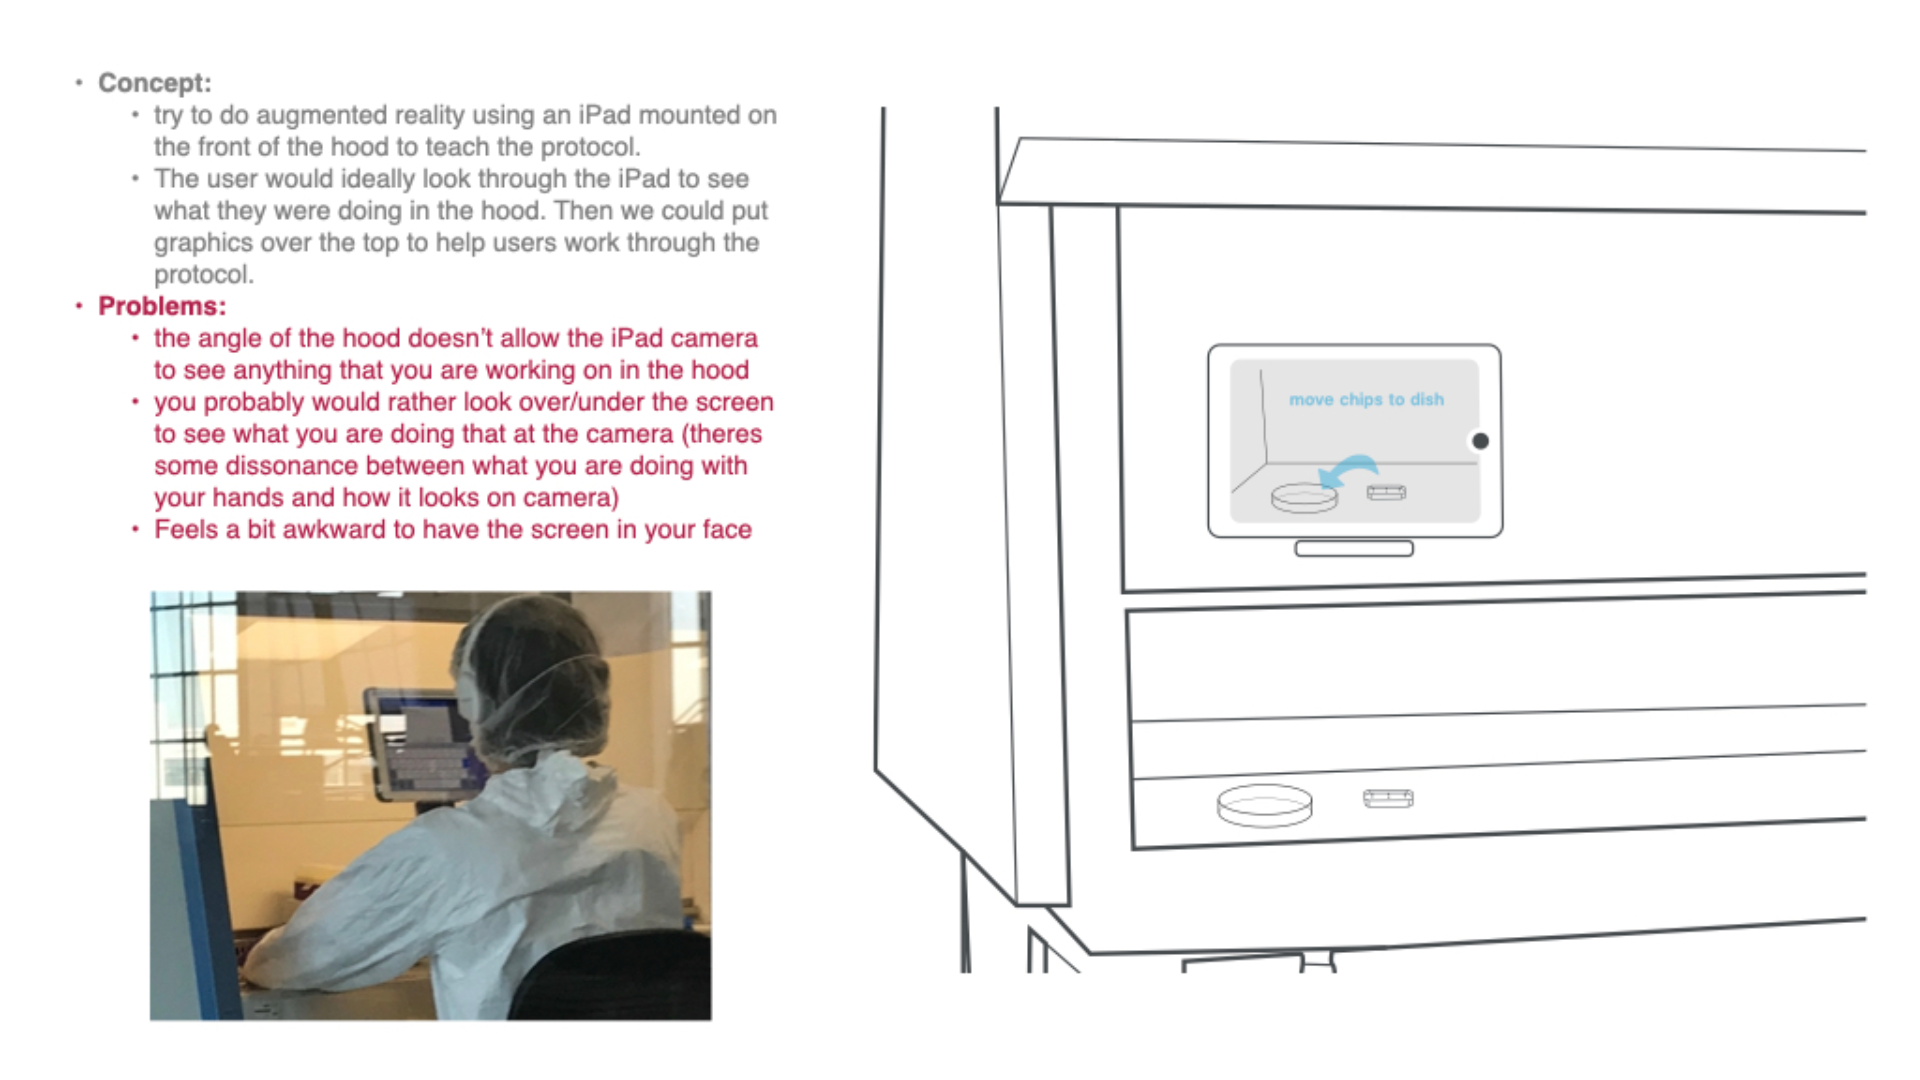 • Concept:
• try to do augmented reality using an iPad mounted on
the front of the hood to teach the protocol.
• The user would ideally look through the iPad to see
what they were doing in the hood. Then we could put
graphics over the top to help users work through the
protocol.
• Problems:
• the angle of the hood doesn't allow the iPad camera
to see anything that you are working on in the hood
• you probably would rather look over/under the screen
to see what you are doing that at the camera (theres
some dissonance between what you are doing with
your hands and how it looks on camera)
• Feels a bit awkward to have the screen in your face
move chips to dish